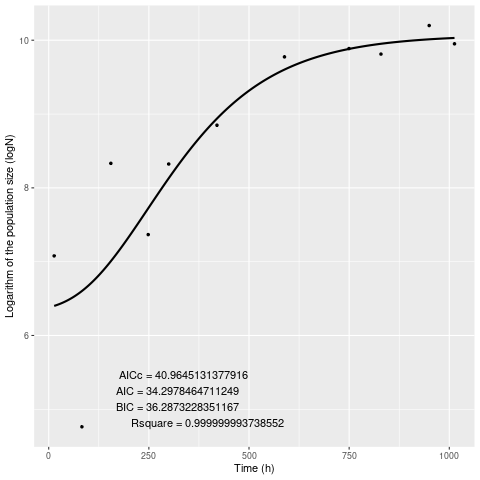 Logarithm of the population size (logN)
10
8
6
AICc = 40.9645131377916
AIC = 34.2978464711249
BIC = 36.2873228351167
Rsquare = 0.999999993738552
0 250 500 750 1000
Time (h)